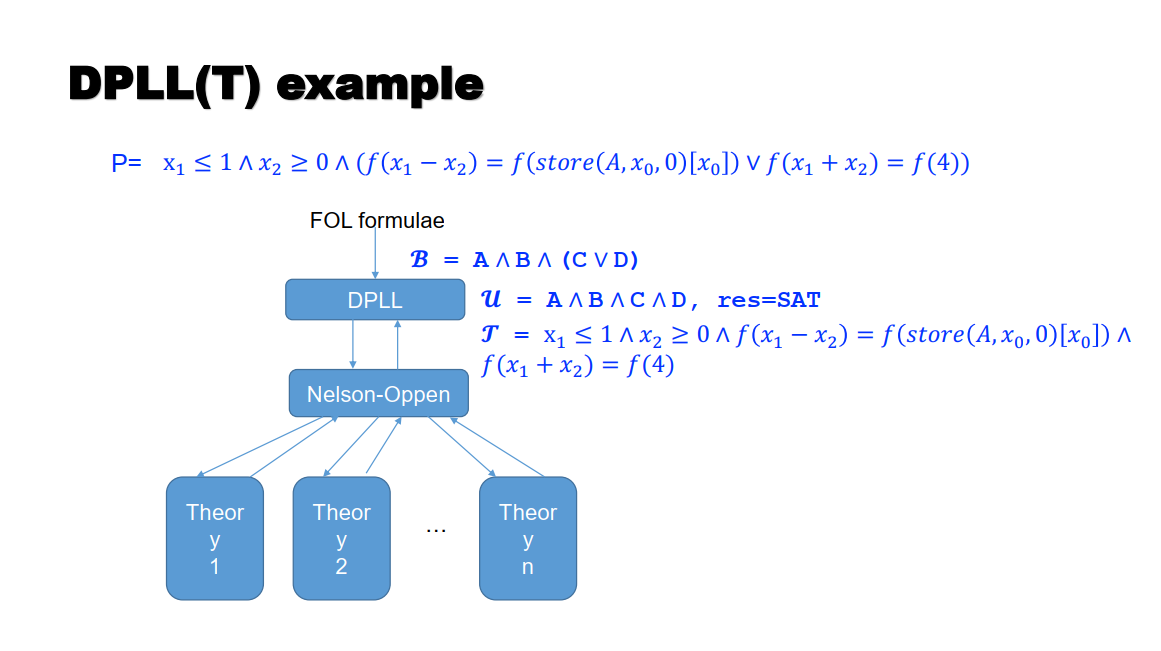 DPLL(T) example
P= x₁ ≤ 1 ∧ x₂ ≥ 0 ∧ (f(x₁ − x₂) = f(store(A, x₀, 0)[x₀]) ∨ f(x₁ + x₂) = f(4))
FOL formulae
ℬ = A ∧ B ∧ (C ∨ D)
DPLL
𝒰 = A ∧ B ∧ C ∧ D, res=SAT
𝒯 = x₁ ≤ 1 ∧ x₂ ≥ 0 ∧ f(x₁ − x₂) = f(store(A, x₀, 0)[x₀]) ∧
f(x₁ + x₂) = f(4)
Nelson-Oppen
Theor
y
1
Theor
y
2
...
Theor
y
n